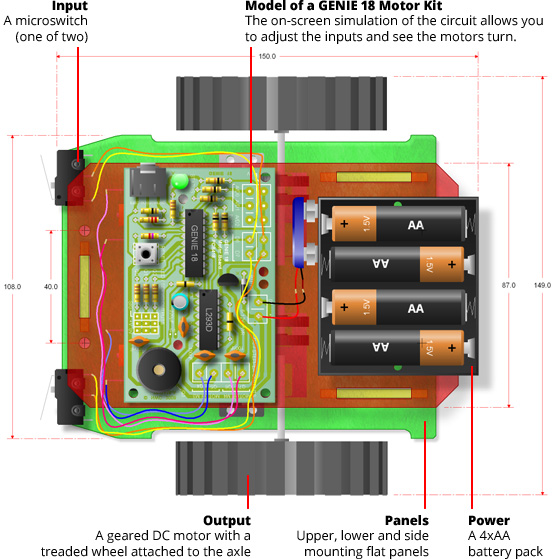 Input
A microswitch
(one of two)
Model of a GENIE 18 Motor Kit
The on-screen simulation of the circuit allows you
to adjust the inputs and see the motors turn.
150.0
108.0
40.0
87.0
149.0
GENIE 18
L293D
+
1.5V
AA
AA
1.5V
+
+
1.5V
AA
AA
1.5V
+
Output
A geared DC motor with a
treaded wheel attached to the axle
Panels
Upper, lower and side
mounting flat panels
Power
A 4xAA
battery pack